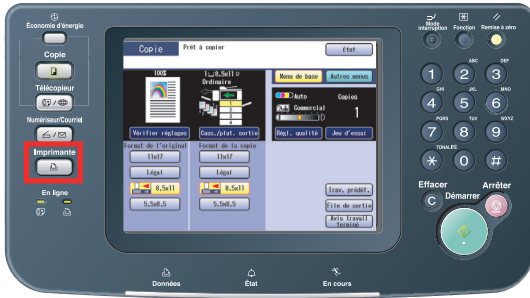 Économie d'énergie
Copie
Télécopieur
Numériseur/Courriel
Imprimante
En ligne
Copie
Prêt à copier
État
100%
1 8,5x11
Ordinaire
Vérifier réglages
Cass./plat. sortie
Format de l'original
Format de la copie
11x17
11x17
Légal
Légal
8,5x11
8,5x11
5,5x8,5
5,5x8,5
Menu de base
Autres menus
Auto
Copies
Commercial
1
Régl. qualité
Jeu d'essai
Trav. prédéf.
File de sortie
Avis travail
terminé
Mode
interruption
Fonction
Remise à zéro
ABC
DEF
1
2
3
GHI
JKL
MNO
4
5
6
PQRS
TUV
WXYZ
7
8
9
TONALITÉ
*
0
#
Effacer
C
Démarrer
Arrêter
Données
État
En cours